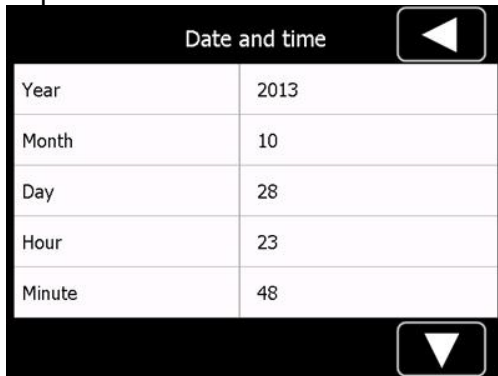 Date and time
Year 2013
Month 10
Day 28
Hour 23
Minute 48